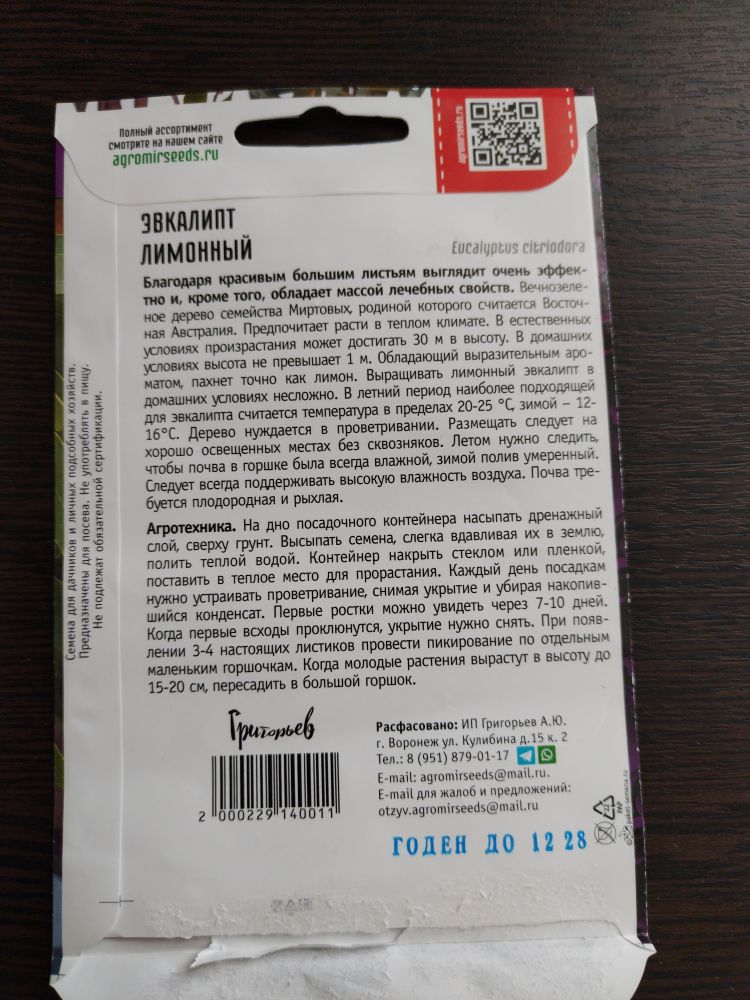 Полный ассортимент
смотрите на нашем сайте
agromirseeds.ru
agromirseeds.ru
ЭВКАЛИПТ
ЛИМОННЫЙ
Eucalyptus citriodora
Благодаря красивым большим листьям выглядит очень эффек-
тно и, кроме того, обладает массой лечебных свойств. Вечнозеле-
ное дерево семейства Миртовых, родиной которого считается Восточ-
ная Австралия. Предпочитает расти в теплом климате. В естественных
условиях произрастания может достигать 30 м в высоту. В домашних
условиях высота не превышает 1 м. Обладающий выразительным аро-
матом, пахнет точно как лимон. Выращивать лимонный эвкалипт в
домашних условиях несложно. В летний период наиболее подходящей
для эвкалипта считается температура в пределах 20-25 °C, зимой – 12-
16°C. Дерево нуждается в проветривании. Размещать следует на
хорошо освещенных местах без сквозняков. Летом нужно следить,
чтобы почва в горшке была всегда влажной, зимой полив умеренный.
Следует всегда поддерживать высокую влажность воздуха. Почва тре-
буется плодородная и рыхлая.
Агротехника. На дно посадочного контейнера насыпать дренажный
слой, сверху грунт. Высыпать семена, слегка вдавливая их в землю,
полить теплой водой. Контейнер накрыть стеклом или пленкой,
поставить в теплое место для прорастания. Каждый день посадкам
нужно устраивать проветривание, снимая укрытие и убирая накопив-
шийся конденсат. Первые ростки можно увидеть через 7-10 дней.
Когда первые всходы проклюнутся, укрытие нужно снять. При появ-
лении 3-4 настоящих листиков провести пикирование по отдельным
маленьким горшочкам. Когда молодые растения вырастут в высоту до
15-20 см, пересадить в большой горшок.
Семена для дачников и личных подсобных хозяйств.
Предназначены для посева. Не употреблять в пищу.
Не подлежат обязательной сертификации.
Григорьев
2 000229 140011
Расфасовано: ИП Григорьев А.Ю.
г. Воронеж ул. Кулибина д.15 к. 2
Тел.: 8 (951) 879-01-17
E-mail: agromirseeds@mail.ru.
E-mail для жалоб и предложений:
otzyv.agromirseeds@mail.ru
ГОДЕН ДО 12 28
22
PAP
paket-semena.ru